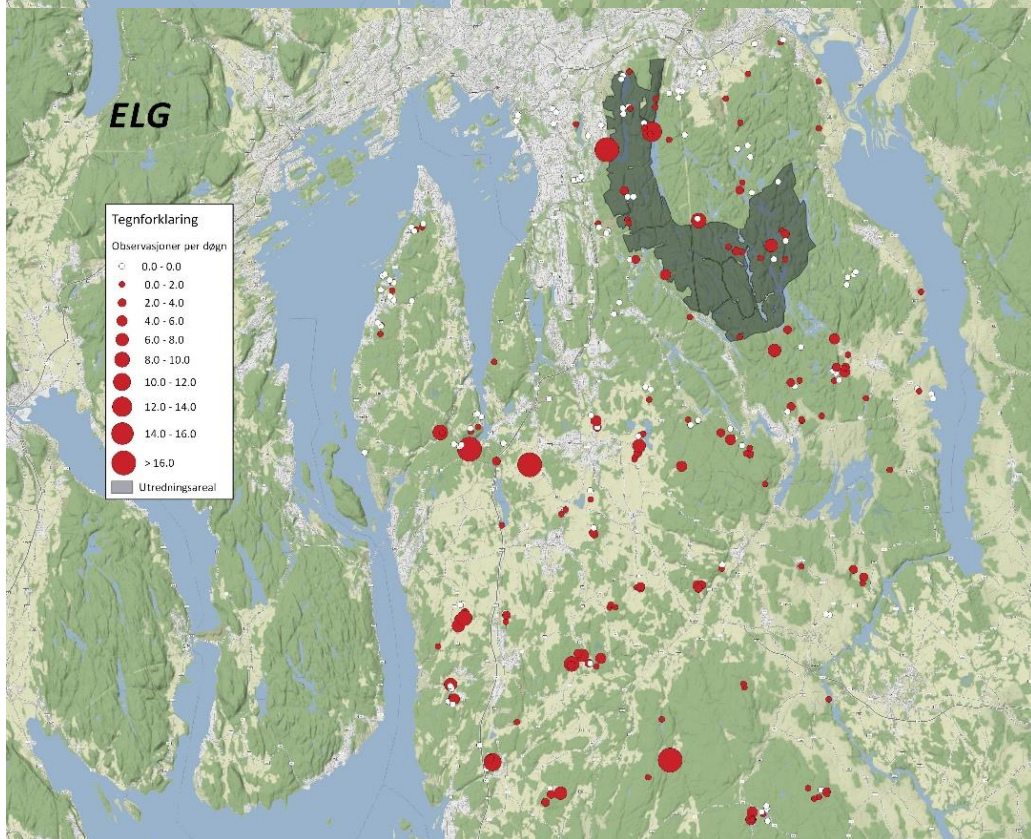 ELG
Tegnforklaring
Observasjoner per døgn
0.0 - 0.0
0.0 - 2.0
2.0 - 4.0
4.0 - 6.0
6.0 - 8.0
8.0 - 10.0
10.0 - 12.0
12.0 - 14.0
14.0 - 16.0
> 16.0
Utredningsareal